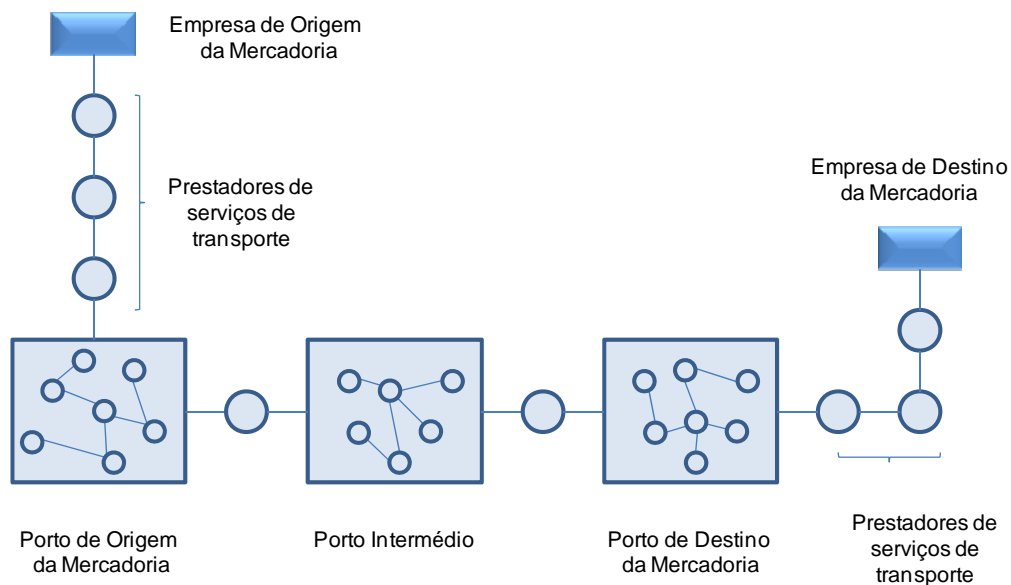 Empresa de Origem
da Mercadoria
Prestadores de
serviços de
transporte
Empresa de Destino
da Mercadoria
Porto de Origem
da Mercadoria
Porto Intermédio
Porto de Destino
da Mercadoria
Prestadores de
serviços de
transporte